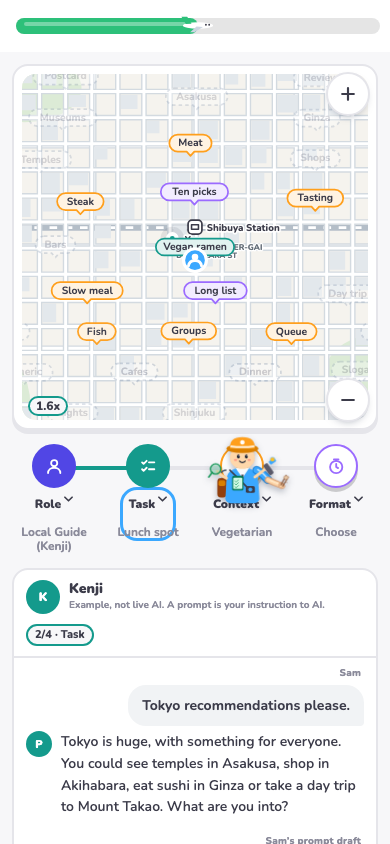 Postcard
Review
Asakusa
Museums
Ginza
Meat
Temples
Shops
Ten picks
Steak
Tasting
Shibuya Station
Bars
Vegan ramen
ER-GAI
Slow meal
Long list
Day trip
Fish
Groups
Queue
Cafes
Dinner
Sloga
1.6x
ghts
Shinjuku
Role
Task
Context
Format
Local Guide
(Kenji)
Lunch spot
Vegetarian
Choose
K
Kenji
Example, not live AI. A prompt is your instruction to AI.
2/4 · Task
Sam
Tokyo recommendations please.
P
Tokyo is huge, with something for everyone.
You could see temples in Asakusa, shop in
Akihabara, eat sushi in Ginza or take a day trip
to Mount Takao. What are you into?
Sam's prompt draft